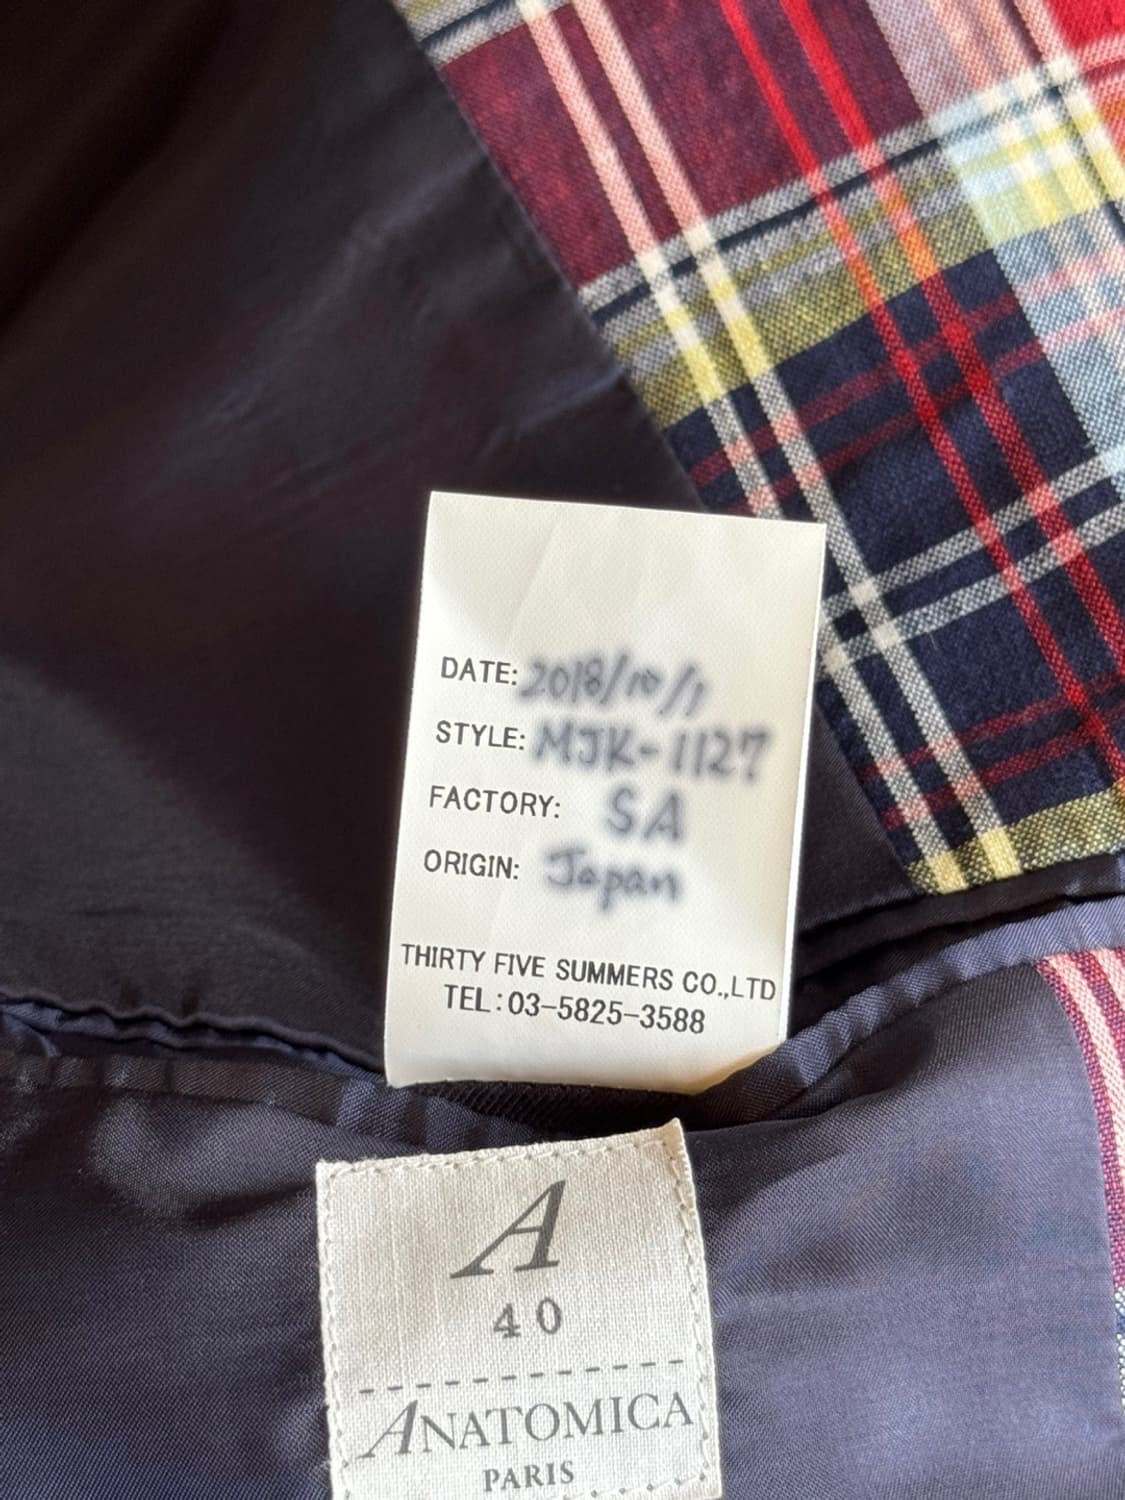 DATE: 2018/10/1
STYLE: MJK-1127
FACTORY: SA
ORIGIN: Japan
THIRTY FIVE SUMMERS CO.,LTD
TEL:03-5825-3588
A
40
ANATOMICA
PARIS